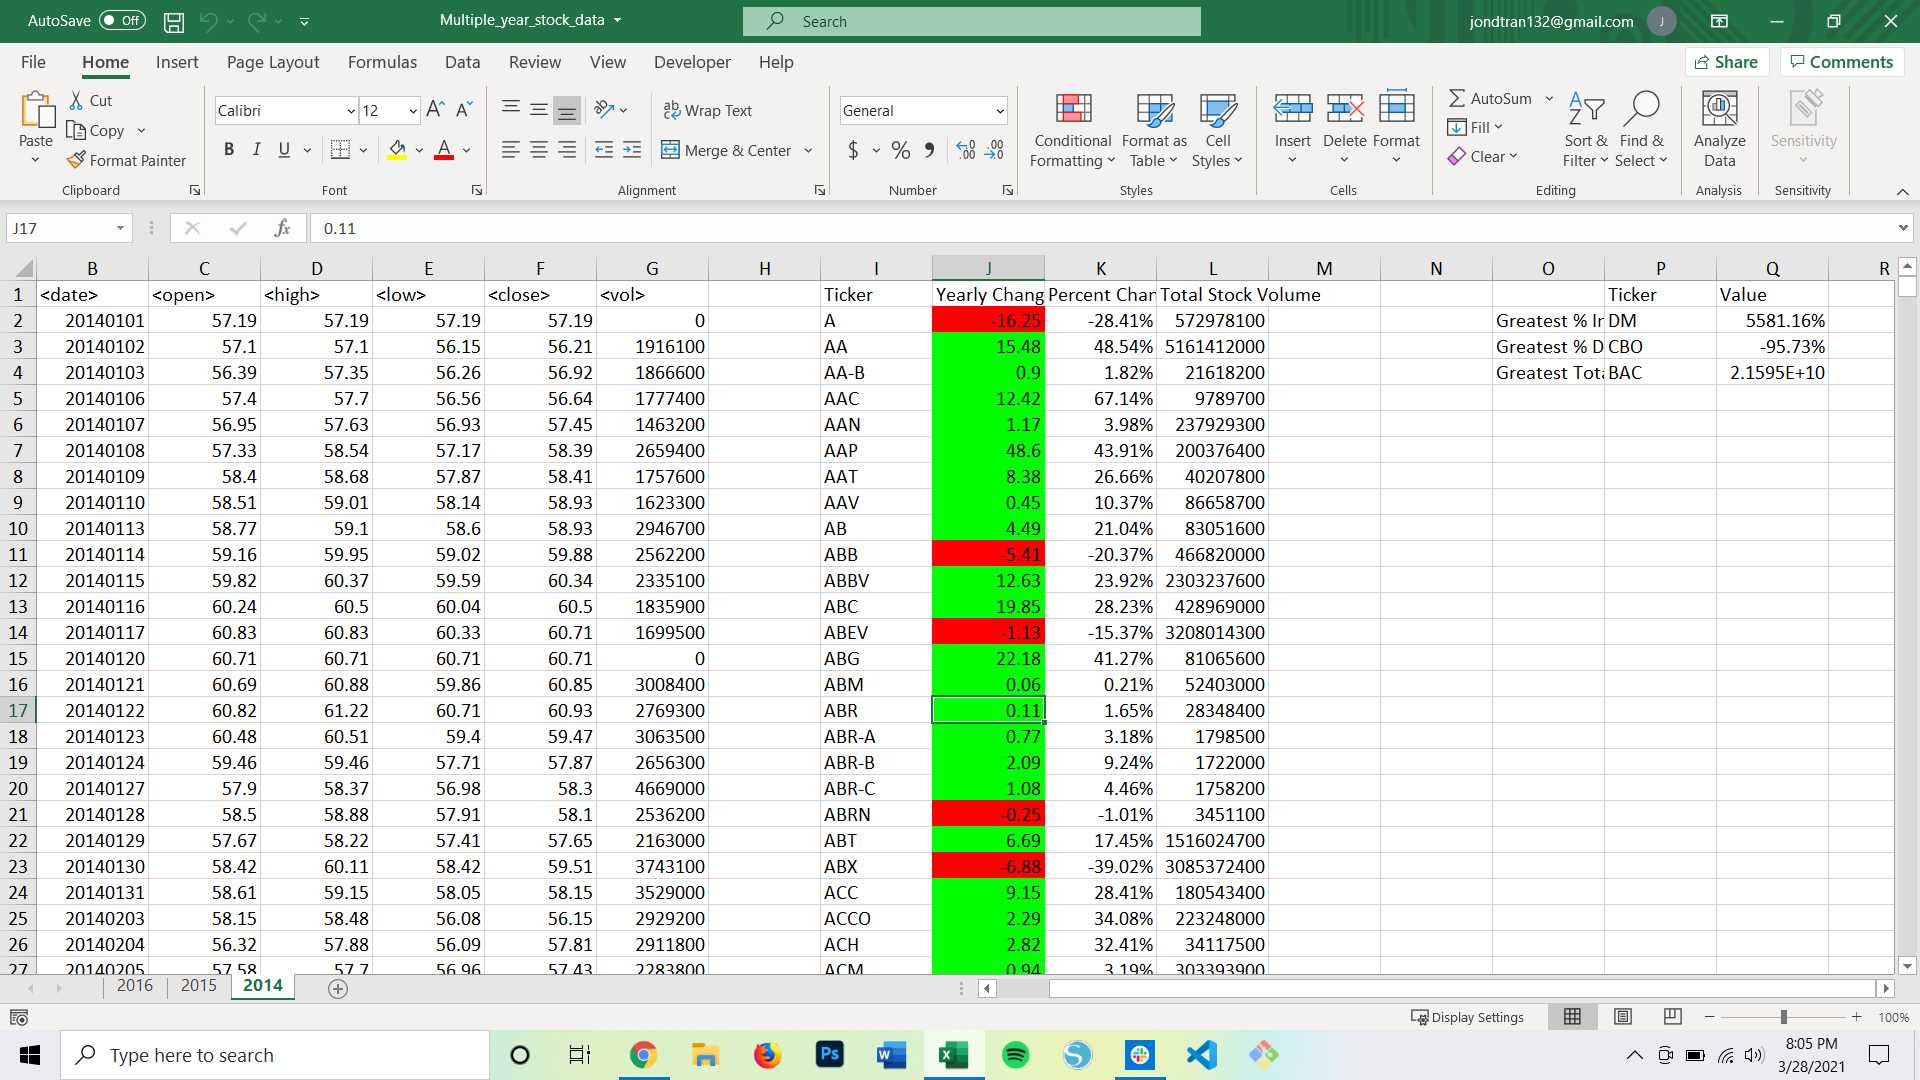 AutoSave Off Multiple_year_stock_data Search jondtran132@gmail.com J
File Home Insert Page Layout Formulas Data Review View Developer Help Share Comments
Paste Cut Copy Format Painter Clipboard
Calibri 12 B I U A Font
Wrap Text Merge & Center Alignment
General $ % Number
Conditional Formatting Format as Table Cell Styles Styles
Insert Delete Format Cells
AutoSum Fill Clear Sort & Filter Find & Select Editing
Analyze Data Analysis
Sensitivity Sensitivity
J17 fx 0.11
B C D E F G H I J K L M N O P Q R
1 <date> <open> <high> <low> <close> <vol> Ticker Yearly Chang Percent Chan Total Stock Volume Ticker Value
2 20140101 57.19 57.19 57.19 57.19 0 A -16.25 -28.41% 572978100 Greatest % In DM 5581.16%
3 20140102 57.1 57.1 56.15 56.21 1916100 AA 15.48 48.54% 5161412000 Greatest % D CBO -95.73%
4 20140103 56.39 57.35 56.26 56.92 1866600 AA-B 0.9 1.82% 21618200 Greatest Tota BAC 2.1595E+10
5 20140106 57.4 57.7 56.56 56.64 1777400 AAC 12.42 67.14% 9789700
6 20140107 56.95 57.63 56.93 57.45 1463200 AAN 1.17 3.98% 237929300
7 20140108 57.33 58.54 57.17 58.39 2659400 AAP 48.6 43.91% 200376400
8 20140109 58.4 58.68 57.87 58.41 1757600 AAT 8.38 26.66% 40207800
9 20140110 58.51 59.01 58.14 58.93 1623300 AAV 0.45 10.37% 86658700
10 20140113 58.77 59.1 58.6 58.93 2946700 AB 4.49 21.04% 83051600
11 20140114 59.16 59.95 59.02 59.88 2562200 ABB -5.41 -20.37% 466820000
12 20140115 59.82 60.37 59.59 60.34 2335100 ABBV 12.63 23.92% 2303237600
13 20140116 60.24 60.5 60.04 60.5 1835900 ABC 19.85 28.23% 428969000
14 20140117 60.83 60.83 60.33 60.71 1699500 ABEV -1.13 -15.37% 3208014300
15 20140120 60.71 60.71 60.71 60.71 0 ABG 22.18 41.27% 81065600
16 20140121 60.69 60.88 59.86 60.85 3008400 ABM 0.06 0.21% 52403000
17 20140122 60.82 61.22 60.71 60.93 2769300 ABR 0.11 1.65% 28348400
18 20140123 60.48 60.51 59.4 59.47 3063500 ABR-A 0.77 3.18% 1798500
19 20140124 59.46 59.46 57.71 57.87 2656300 ABR-B 2.09 9.24% 1722000
20 20140127 57.9 58.37 56.98 58.3 4669000 ABR-C 1.08 4.46% 1758200
21 20140128 58.5 58.88 57.91 58.1 2536200 ABRN -0.25 -1.01% 3451100
22 20140129 57.67 58.22 57.41 57.65 2163000 ABT 6.69 17.45% 1516024700
23 20140130 58.42 60.11 58.42 59.51 3743100 ABX -6.88 -39.02% 3085372400
24 20140131 58.61 59.15 58.05 58.15 3529000 ACC 9.15 28.41% 180543400
25 20140203 58.15 58.48 56.08 56.15 2929200 ACCO 2.29 34.08% 223248000
26 20140204 56.32 57.88 56.09 57.81 2911800 ACH 2.82 32.41% 34117500
27 20140205 57.58 57.7 56.96 57.43 2283800 ACM 0.94 3.19% 303393900
2016 2015 2014
Display Settings 100%
Type here to search
8:05 PM
3/28/2021